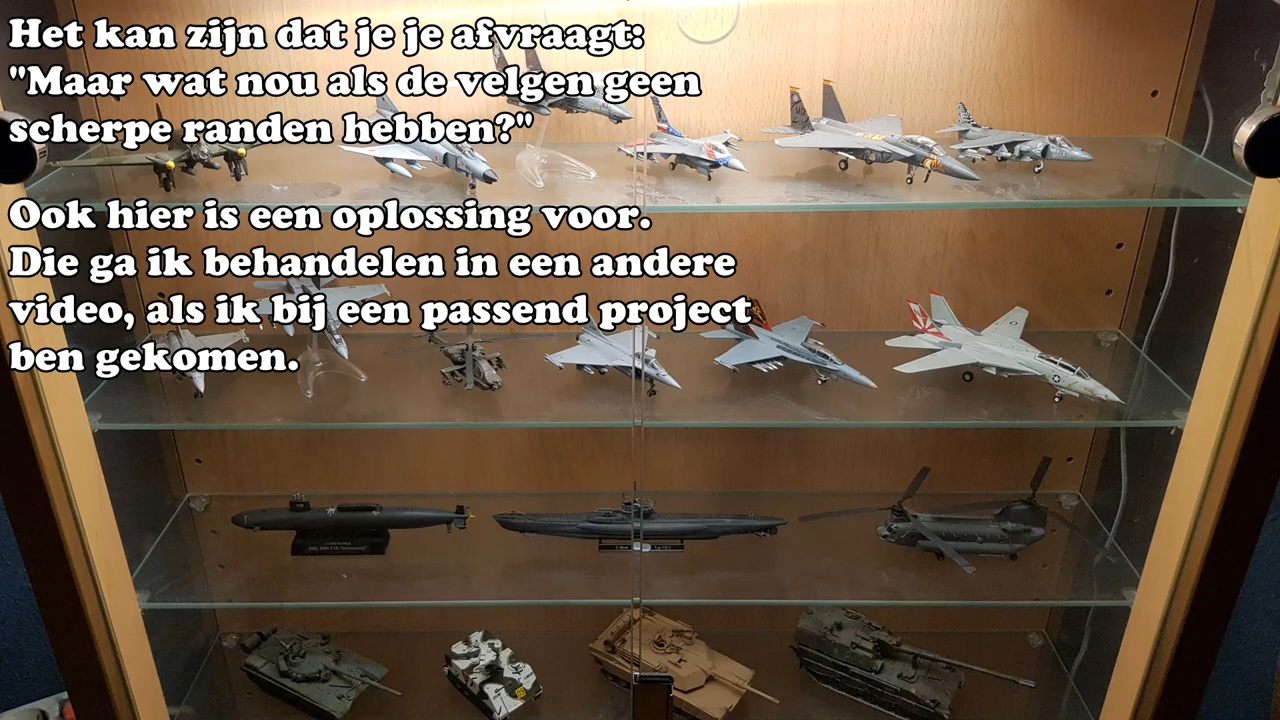 Het kan zijn dat je je afvraagt:
"Maar wat nou als de velgen geen
scherpe randen hebben?"
Ook hier is een oplossing voor.
Die ga ik behandelen in een andere
video, als ik bij een passend project
ben gekomen.